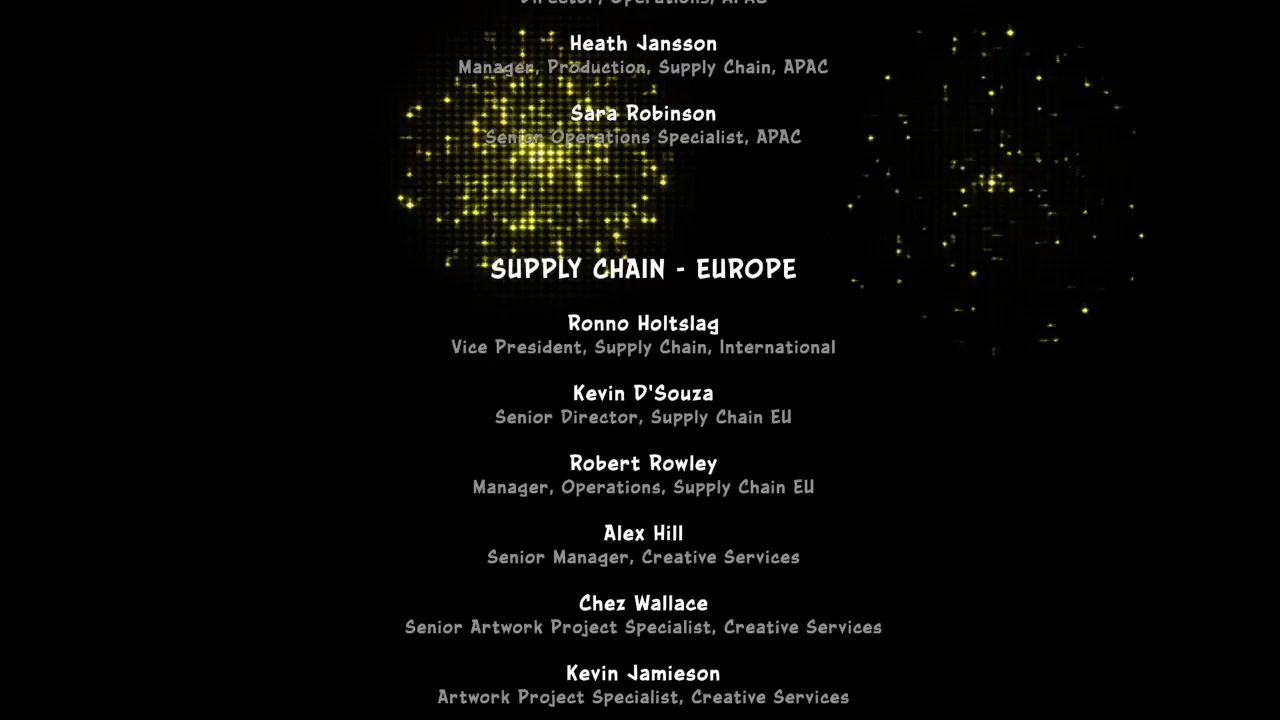 Director, Operations, APAC
Heath Jansson
Manager, Production, Supply Chain, APAC
Sara Robinson
Senior Operations Specialist, APAC
SUPPLY CHAIN - EUROPE
Ronno Holtslag
Vice President, Supply Chain, International
Kevin D'Souza
Senior Director, Supply Chain EU
Robert Rowley
Manager, Operations, Supply Chain EU
Alex Hill
Senior Manager, Creative Services
Chez Wallace
Senior Artwork Project Specialist, Creative Services
Kevin Jamieson
Artwork Project Specialist, Creative Services